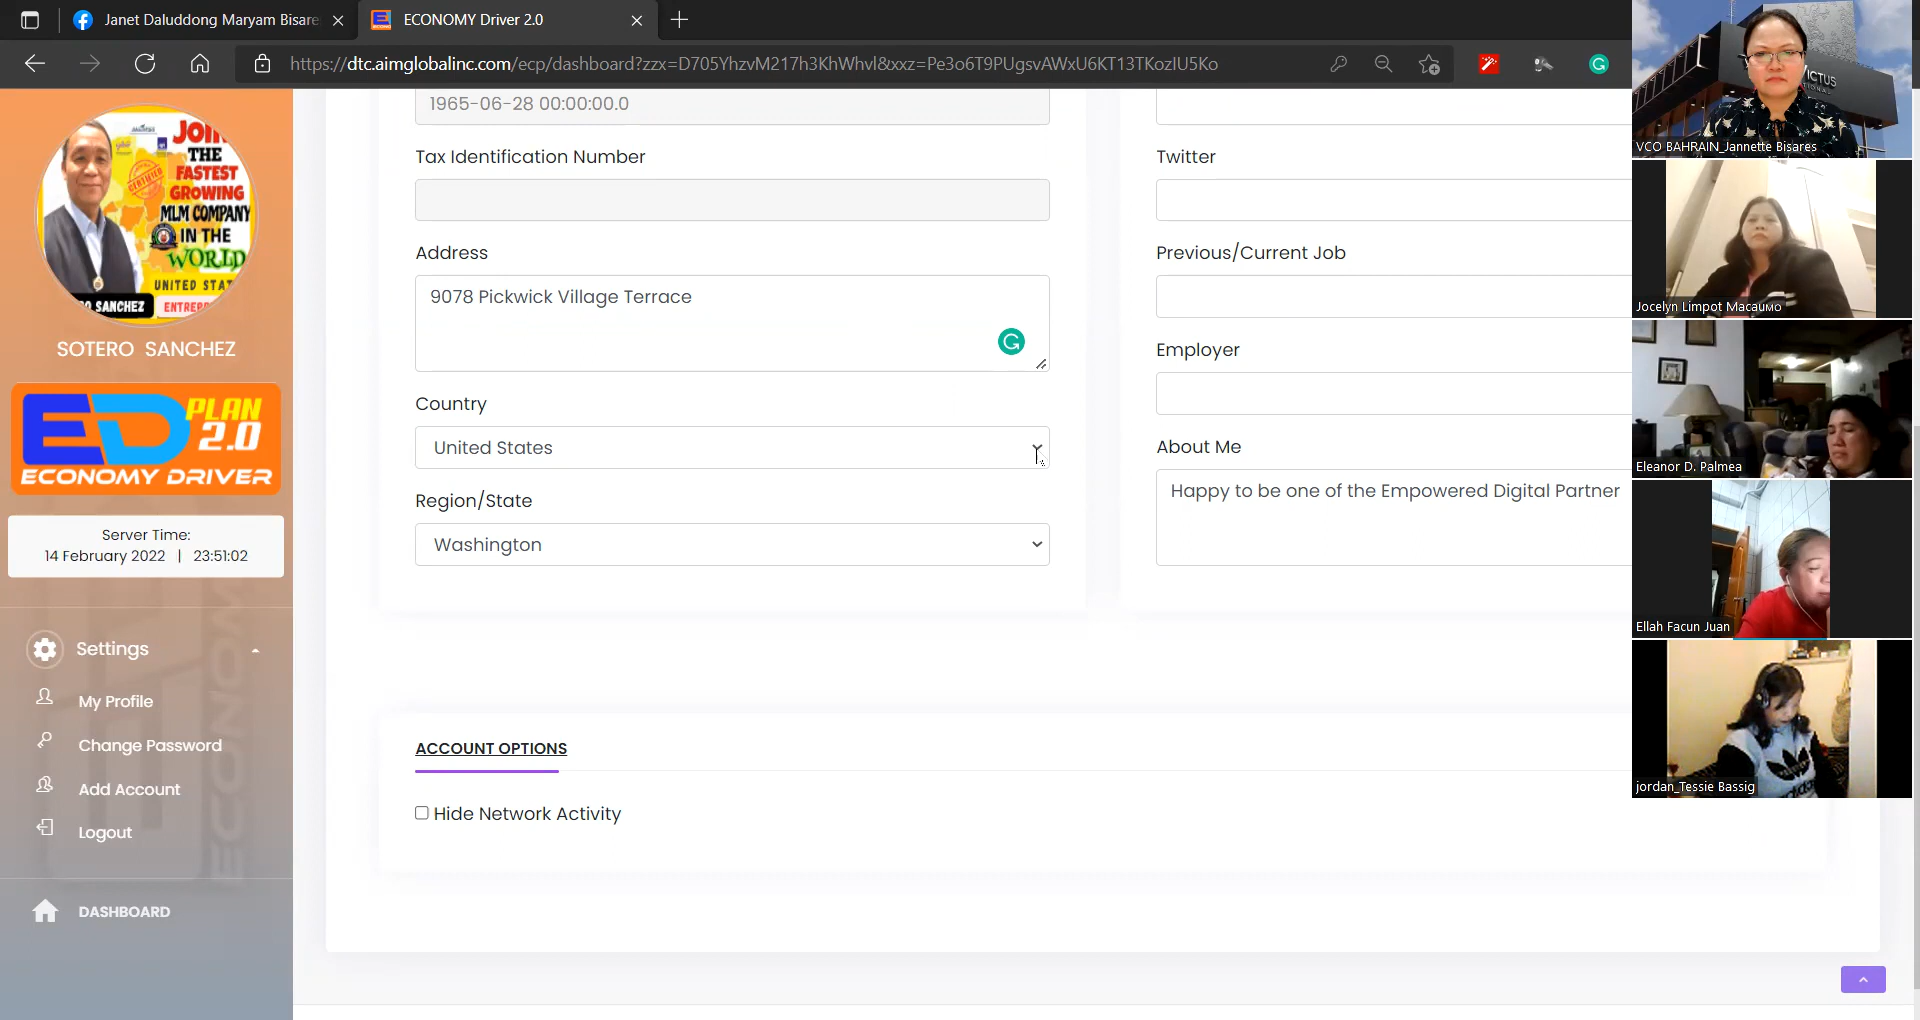 Janet Daluddong Maryam Bisare
ECONOMY Driver 2.0
https://dtc.aimglobalinc.com/ecp/dashboard?zzx=D705YhzvM217h3KhWhvl&xxz=Pe3o6T9PUgsvAWxU6KT13TKozIU5Ko
JOIN
THE
FASTEST
GROWING
MLM COMPANY
IN THE
WORLD
CERTIFIED
UNITED STAT
O SANCHEZ
ENTREPR
SOTERO SANCHEZ
ED PLAN 2.0
ECONOMY DRIVER
Server Time:
14 February 2022 | 23:51:02
Settings
My Profile
Change Password
Add Account
Logout
DASHBOARD
1965-06-28 00:00:00.0
Tax Identification Number
Address
9078 Pickwick Village Terrace
Country
United States
Region/State
Washington
Twitter
Previous/Current Job
Employer
About Me
Happy to be one of the Empowered Digital Partner
ACCOUNT OPTIONS
Hide Network Activity
VICTUS
VCO BAHRAIN_Jannette Bisares
Jocelyn Limpot Macaumo
Eleanor D. Palmea
Ellah Facun Juan
adidas
jordan_Tessie Bassig